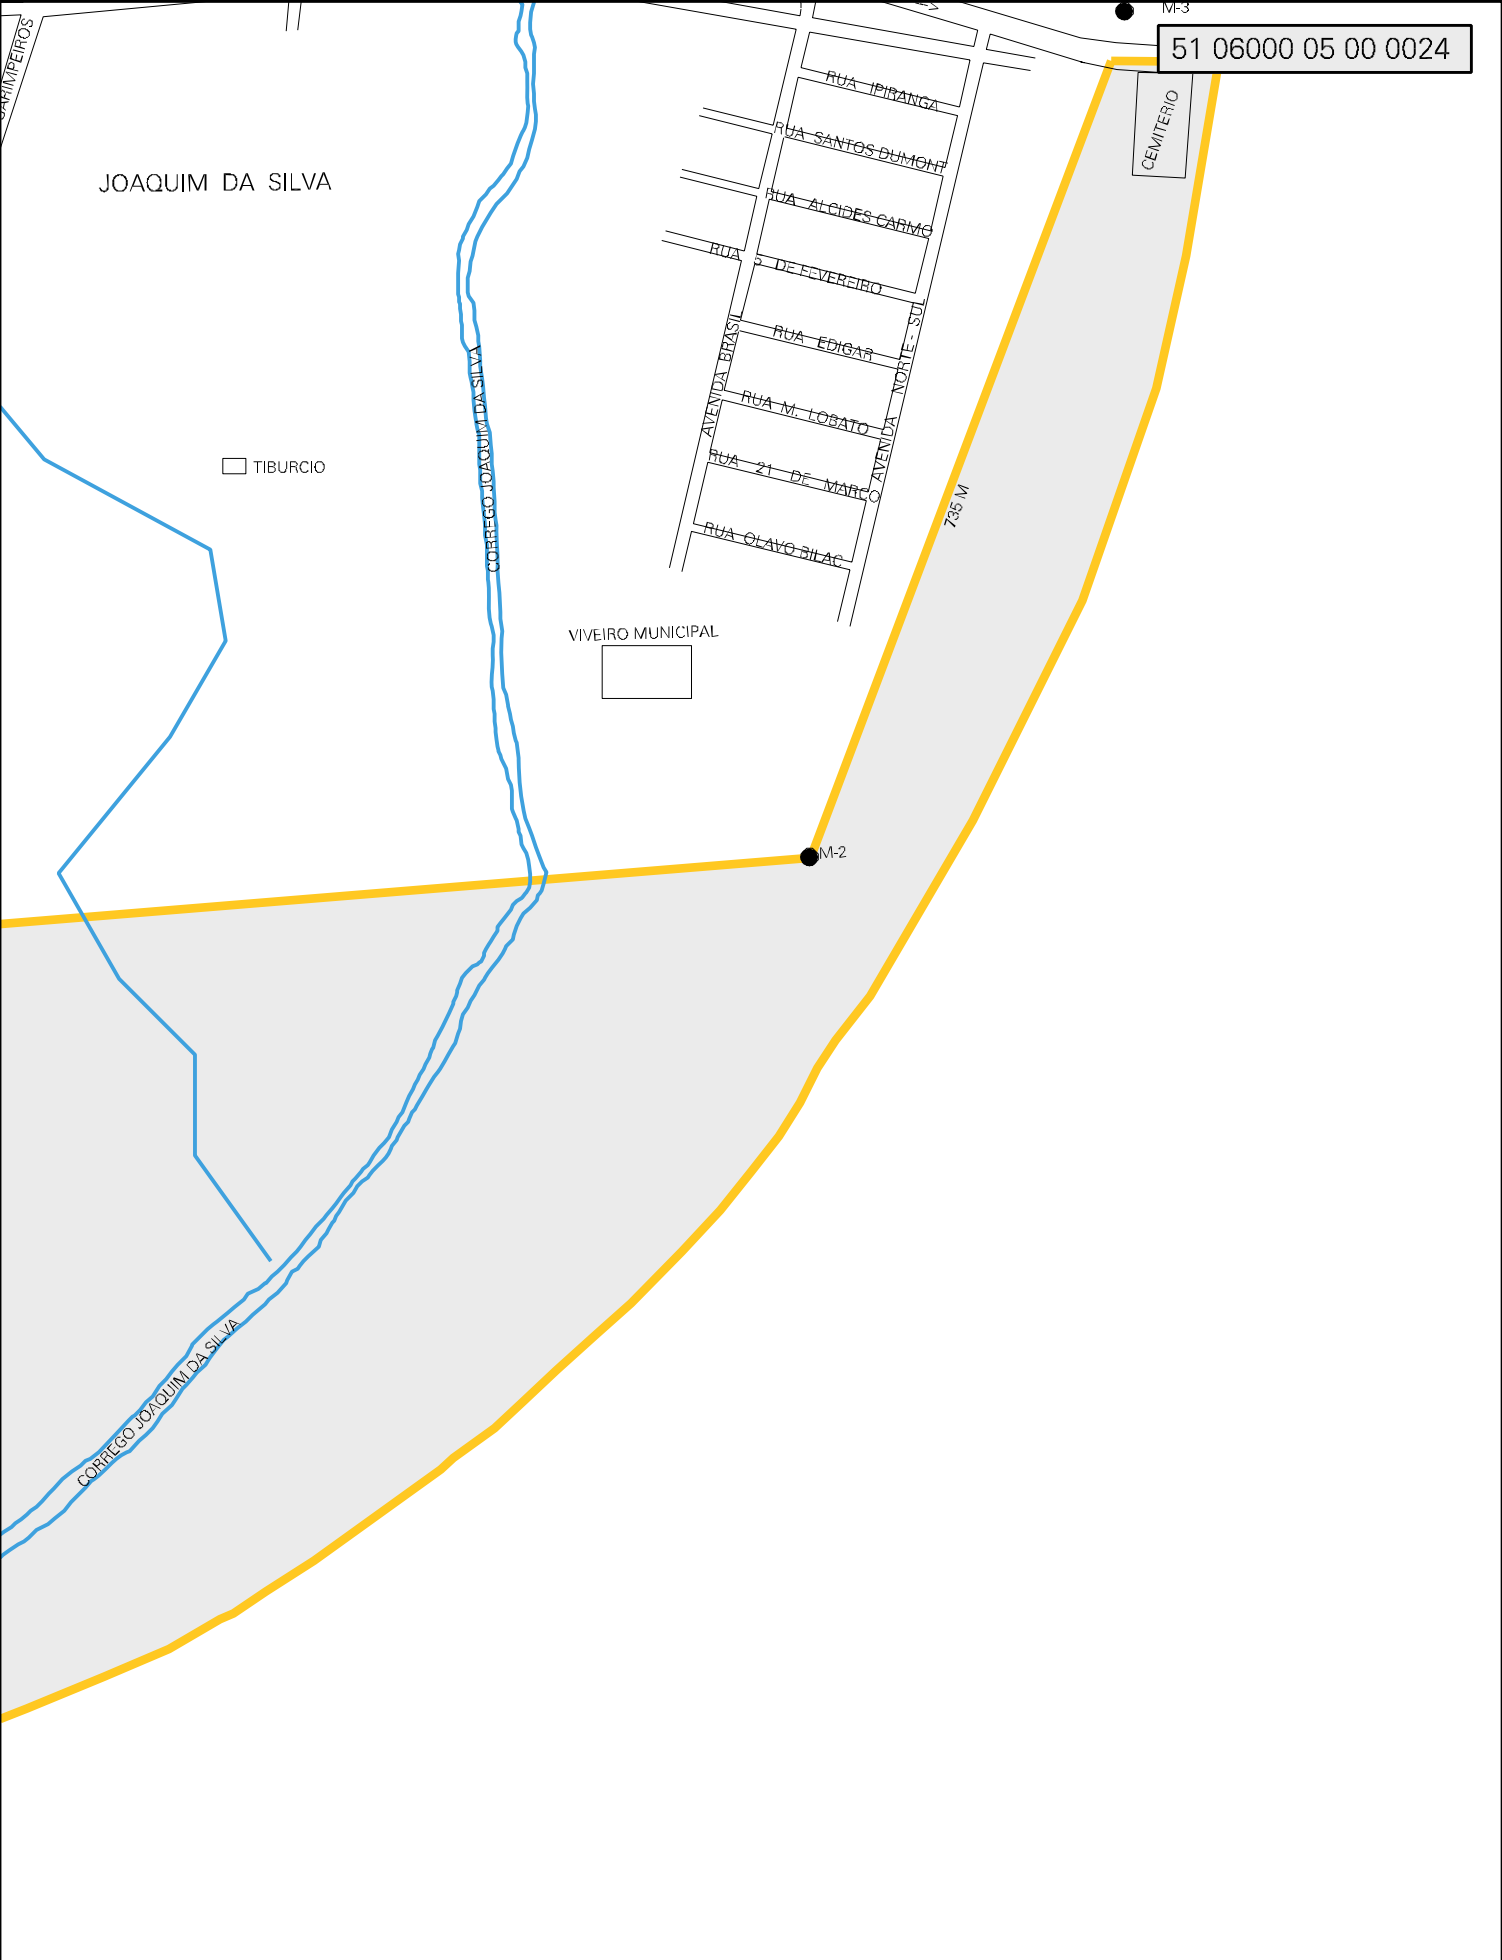 M-3
51 06000 05 00 0024
GARIMPEIROS
RUA IPIRANGA
CEMITERIO
RUA SANTOS DUMONT
JOAQUIM DA SILVA
RUA ALCIDES CARMO
RUA 5 DE FEVEREIRO
RUA EDIGAR
AVENIDA BRASIL
AVENIDA NORTE - SUL
CORREGO JOAQUIM DA SILVA
RUA M. LOBATO
TIBURCIO
RUA 21 DE MARCO
735 M
RUA OLAVO BILAC
VIVEIRO MUNICIPAL
M-2
CORREGO JOAQUIM DA SILVA